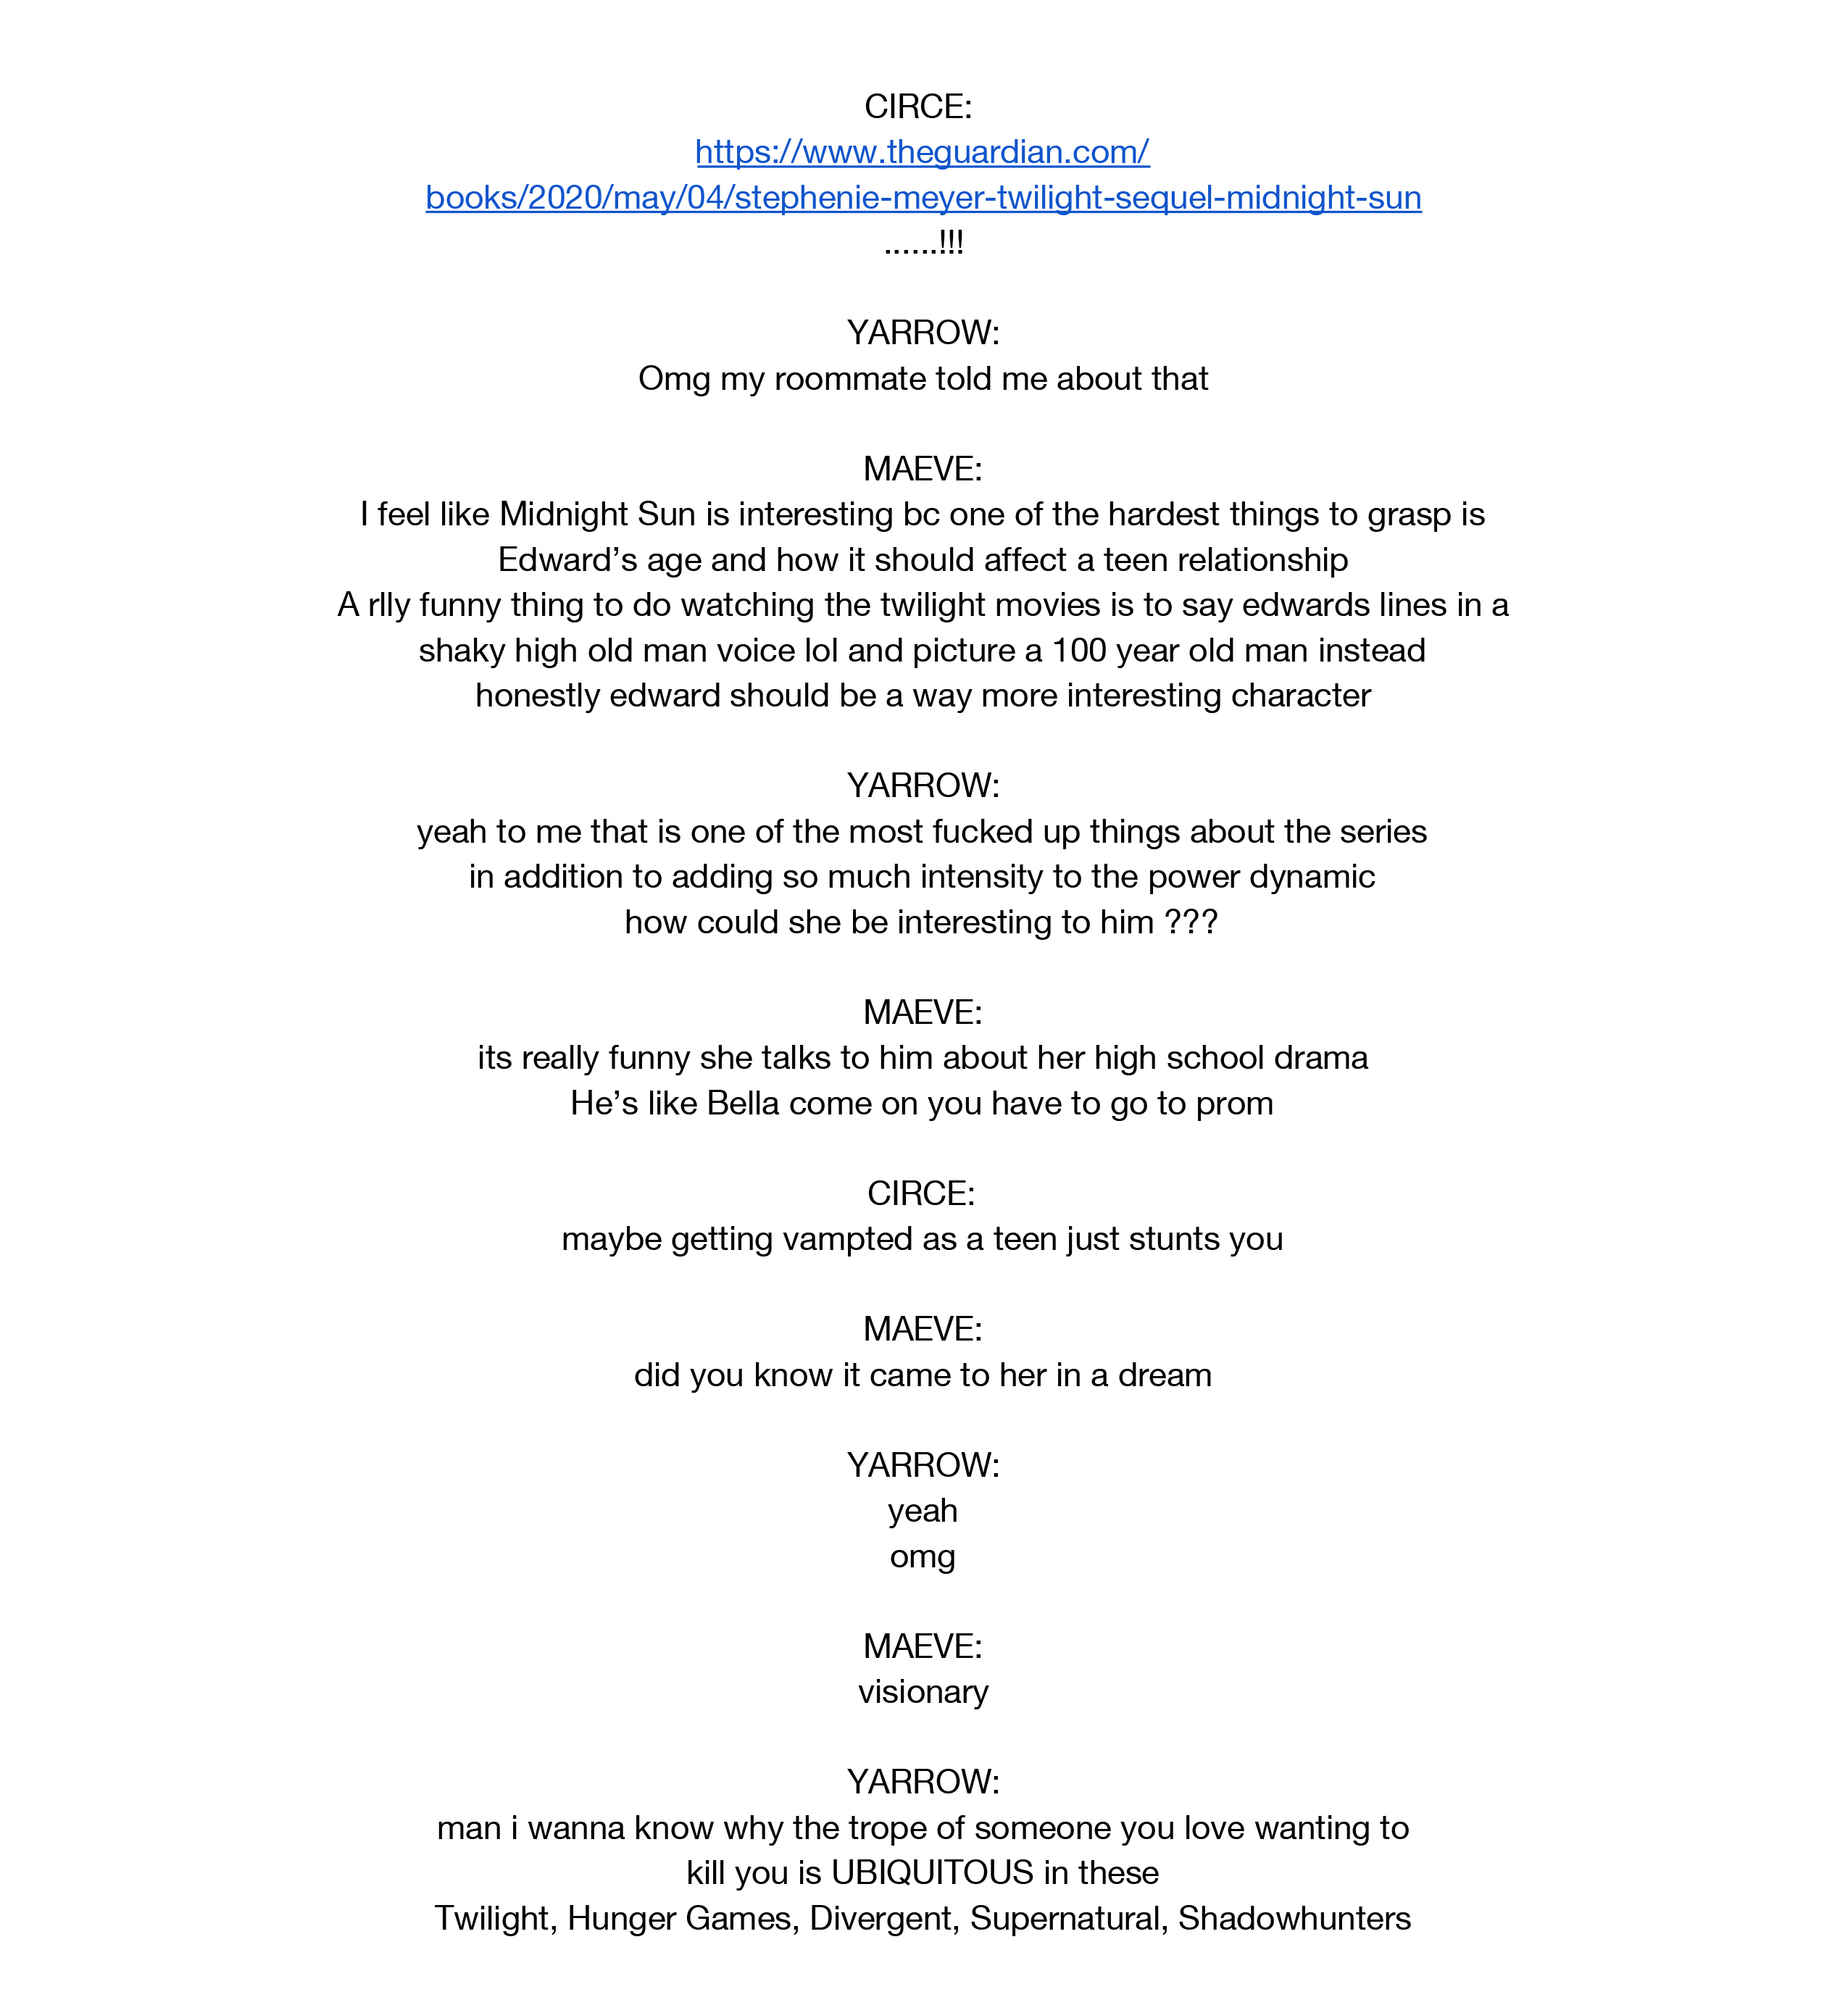 CIRCE:
https://www.theguardian.com/
books/2020/may/04/stephenie-meyer-twilight-sequel-midnight-sun
......!!!
YARROW:
Omg my roommate told me about that
MAEVE:
I feel like Midnight Sun is interesting bc one of the hardest things to grasp is
Edward’s age and how it should affect a teen relationship
A rlly funny thing to do watching the twilight movies is to say edwards lines in a
shaky high old man voice lol and picture a 100 year old man instead
honestly edward should be a way more interesting character
YARROW:
yeah to me that is one of the most fucked up things about the series
in addition to adding so much intensity to the power dynamic
how could she be interesting to him ???
MAEVE:
its really funny she talks to him about her high school drama
He’s like Bella come on you have to go to prom
CIRCE:
maybe getting vampted as a teen just stunts you
MAEVE:
did you know it came to her in a dream
YARROW:
yeah
omg
MAEVE:
visionary
YARROW:
man i wanna know why the trope of someone you love wanting to
kill you is UBIQUITOUS in these
Twilight, Hunger Games, Divergent, Supernatural, Shadowhunters